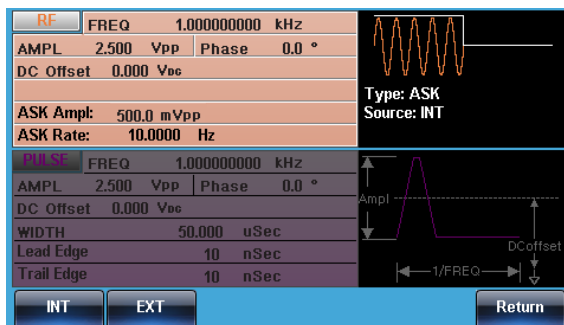 RF FREQ 1.000000000 kHz
AMPL 2.500 Vpp Phase 0.0 °
DC Offset 0.000 VDC
ASK Ampl: 500.0 mVpp
ASK Rate: 10.0000 Hz
Type: ASK
Source: INT
PULSE FREQ 1.000000000 kHz
AMPL 2.500 Vpp Phase 0.0 °
DC Offset 0.000 VDC
WIDTH 50.000 uSec
Lead Edge 10 nSec
Trail Edge 10 nSec
Ampl
DCoffset
1/FREQ
INT EXT Return